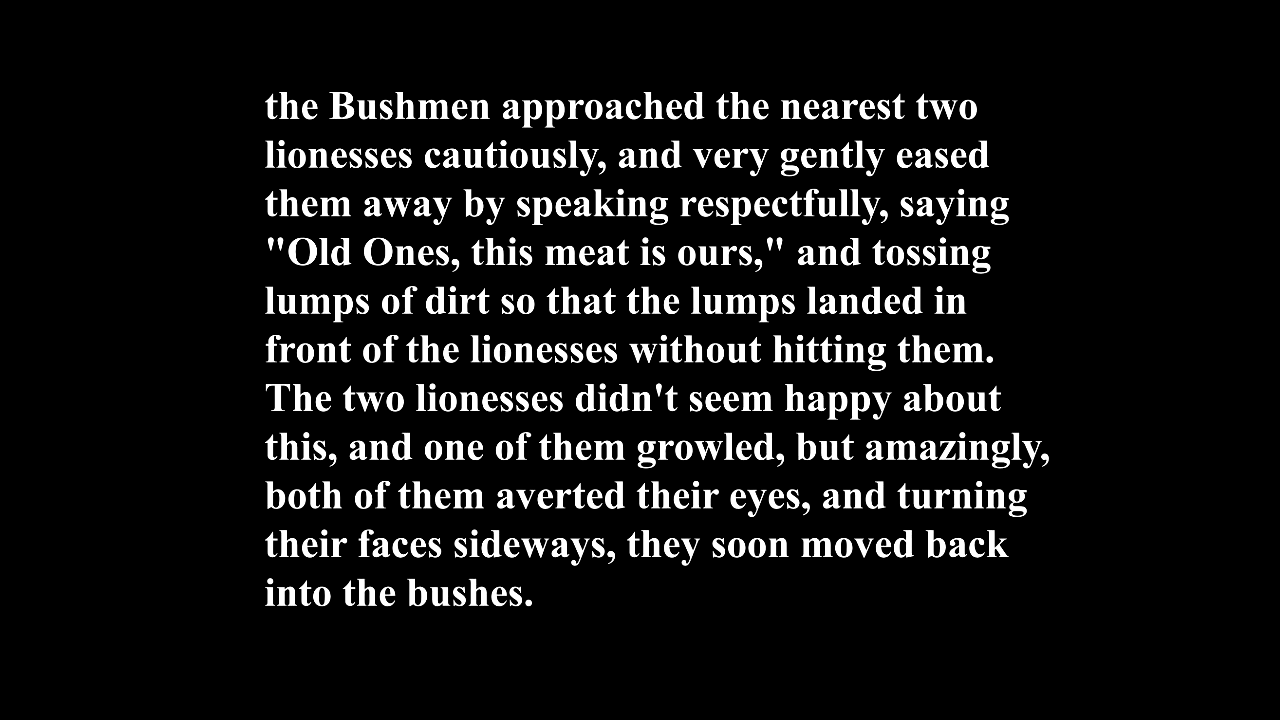 the Bushmen approached the nearest two
lionesses cautiously, and very gently eased
them away by speaking respectfully, saying
"Old Ones, this meat is ours," and tossing
lumps of dirt so that the lumps landed in
front of the lionesses without hitting them.
The two lionesses didn't seem happy about
this, and one of them growled, but amazingly,
both of them averted their eyes, and turning
their faces sideways, they soon moved back
into the bushes.